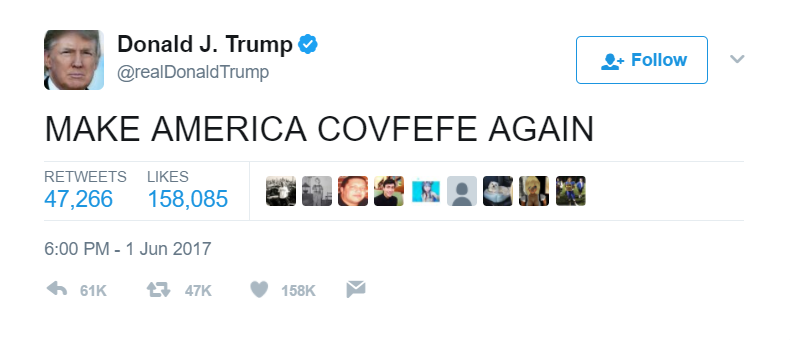 Donald J. Trump
@realDonaldTrump
Follow
MAKE AMERICA COVFEFE AGAIN
RETWEETS LIKES
47,266 158,085
6:00 PM - 1 Jun 2017
61K 47K 158K